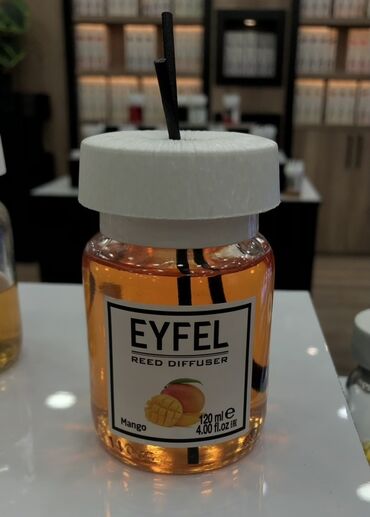 EYFEL
REED DIFFUSER
Mango
120 ml e
4.00 fl.oz